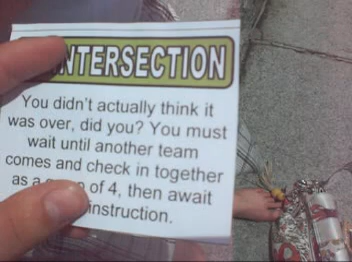 INTERSECTION
You didn't actually think it
was over, did you? You must
wait until another team
comes and check in together
as a of 4, then await
instruction.